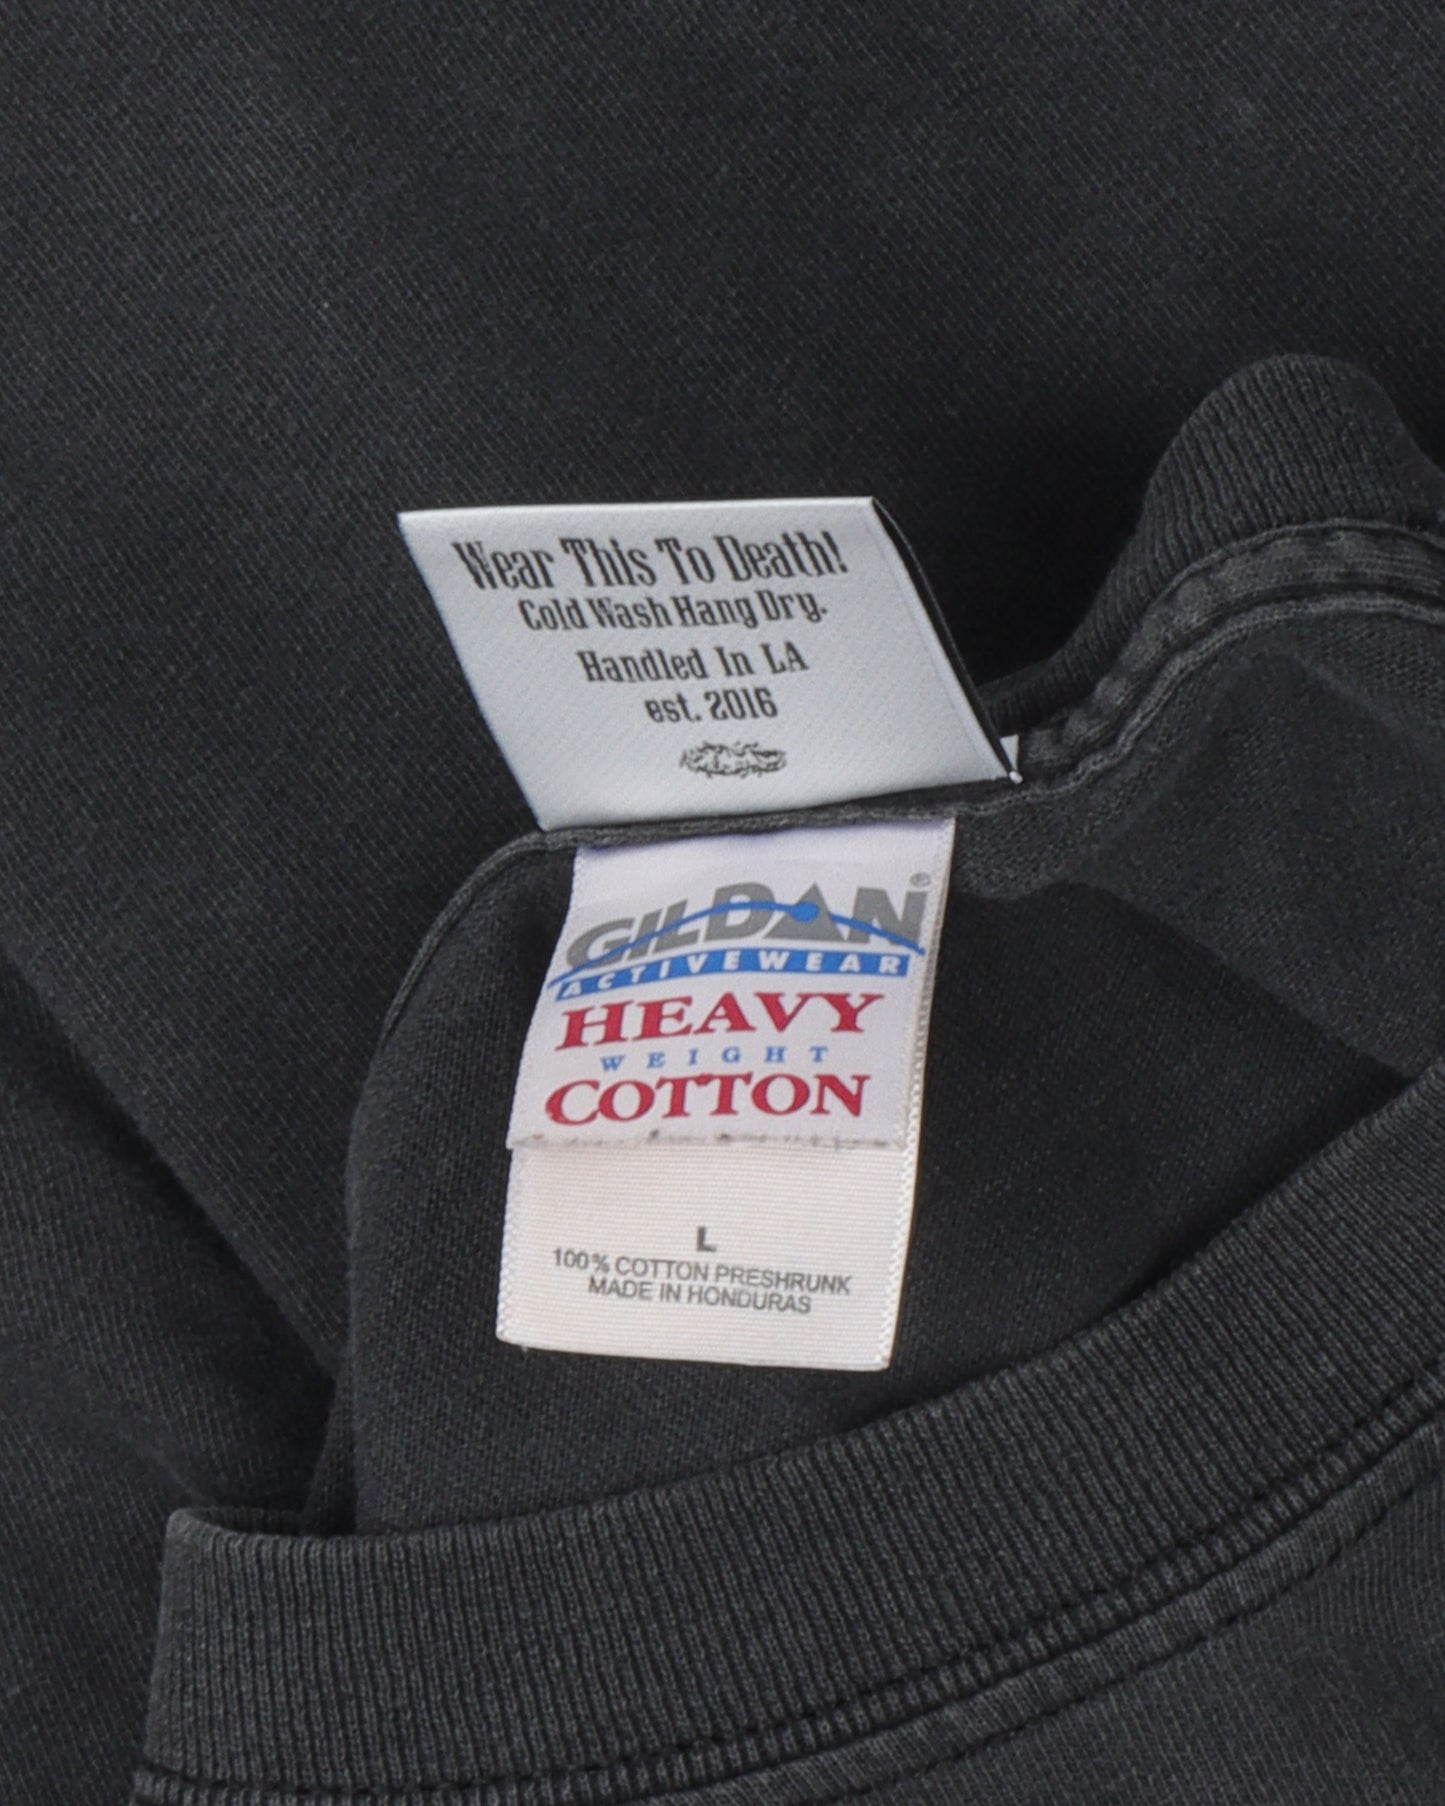 Wear This To Death!
Cold Wash Hang Dry.
Handled In LA
est. 2016
GILDAN®
ACTIVEWEAR
HEAVY
WEIGHT
COTTON
L
100% COTTON PRESHRUNK
MADE IN HONDURAS